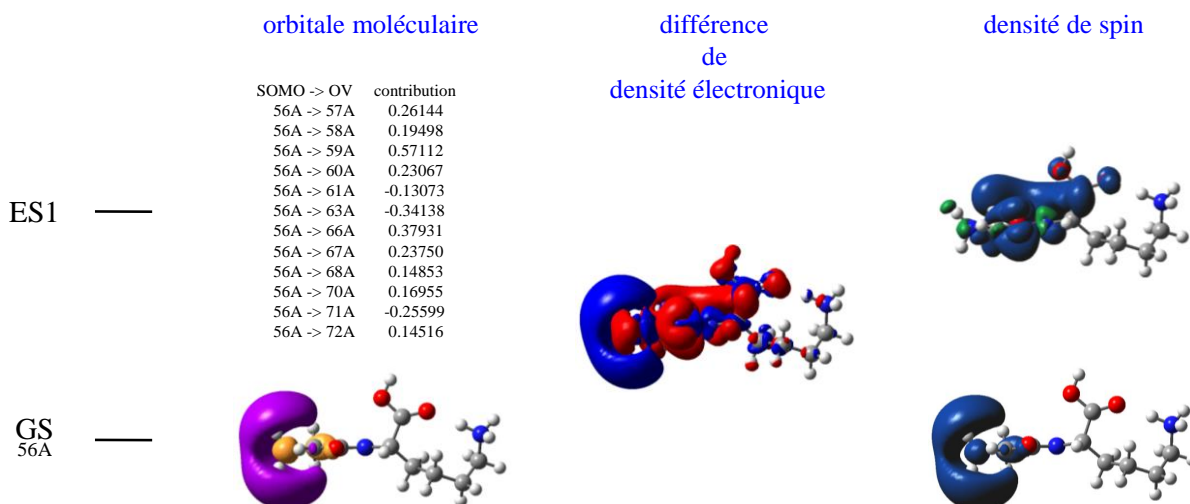 orbitale moléculaire
différence
de
densité électronique
densité de spin
SOMO -> OV contribution
56A -> 57A 0.26144
56A -> 58A 0.19498
56A -> 59A 0.57112
56A -> 60A 0.23067
56A -> 61A -0.13073
56A -> 63A -0.34138
56A -> 66A 0.37931
56A -> 67A 0.23750
56A -> 68A 0.14853
56A -> 70A 0.16955
56A -> 71A -0.25599
56A -> 72A 0.14516
ES1
GS
56A